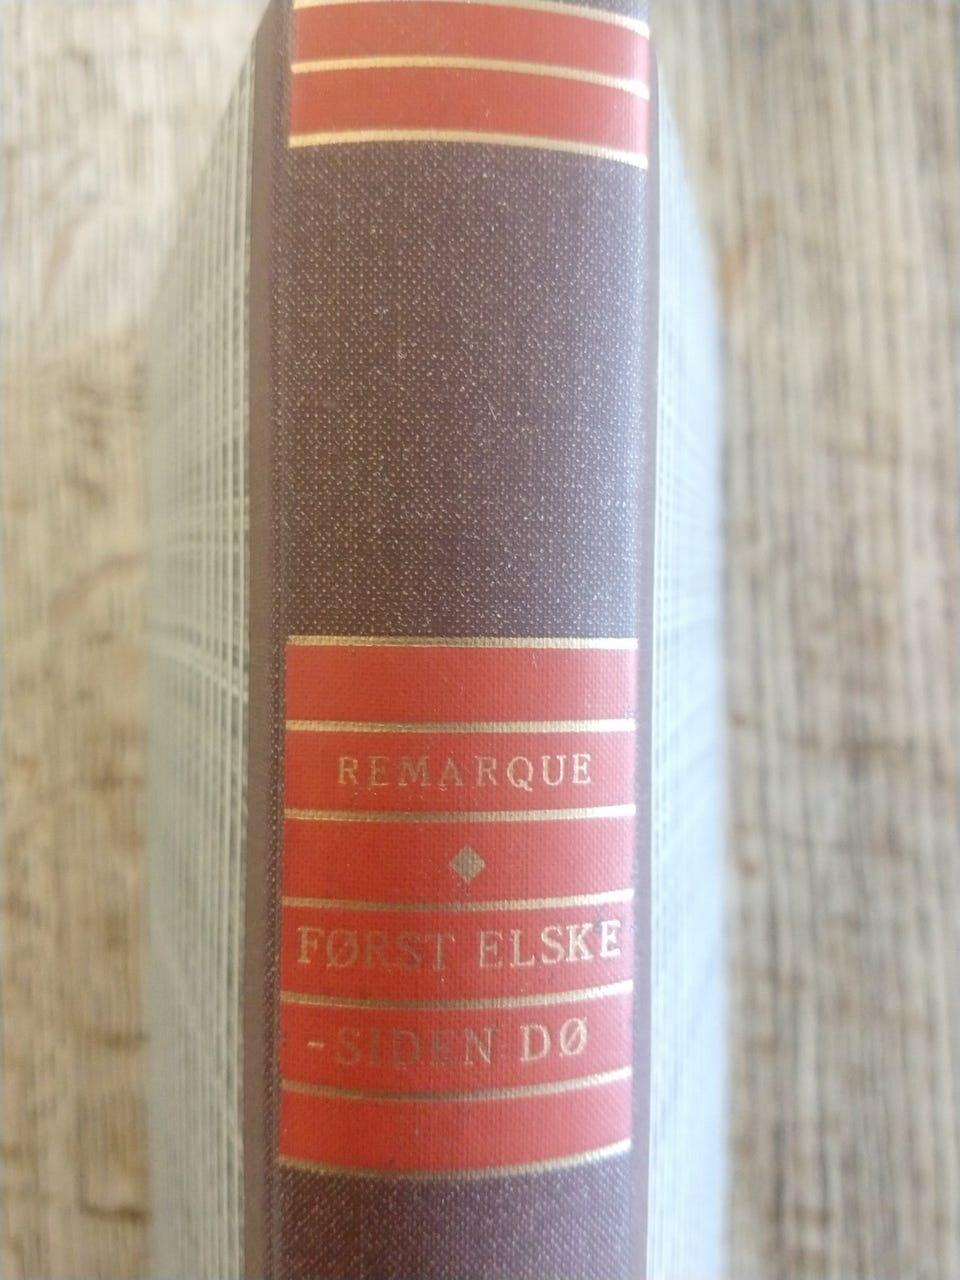 REMARQUE
FØRST ELSKE
-SIDEN DØ